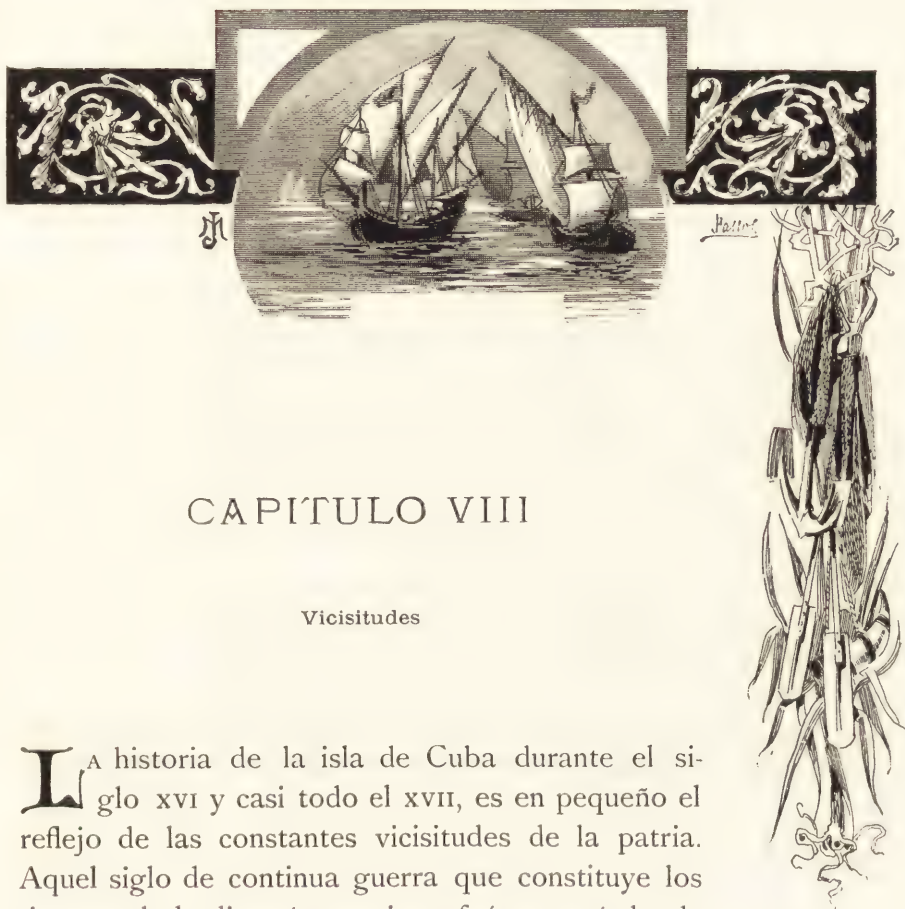 CAPÍTULO VIII
Vicisitudes
LA historia de la isla de Cuba durante el si-
glo XVI y casi todo el XVII, es en pequeño el
reflejo de las constantes vicisitudes de la patria.
Aquel siglo de continua guerra que constituye los